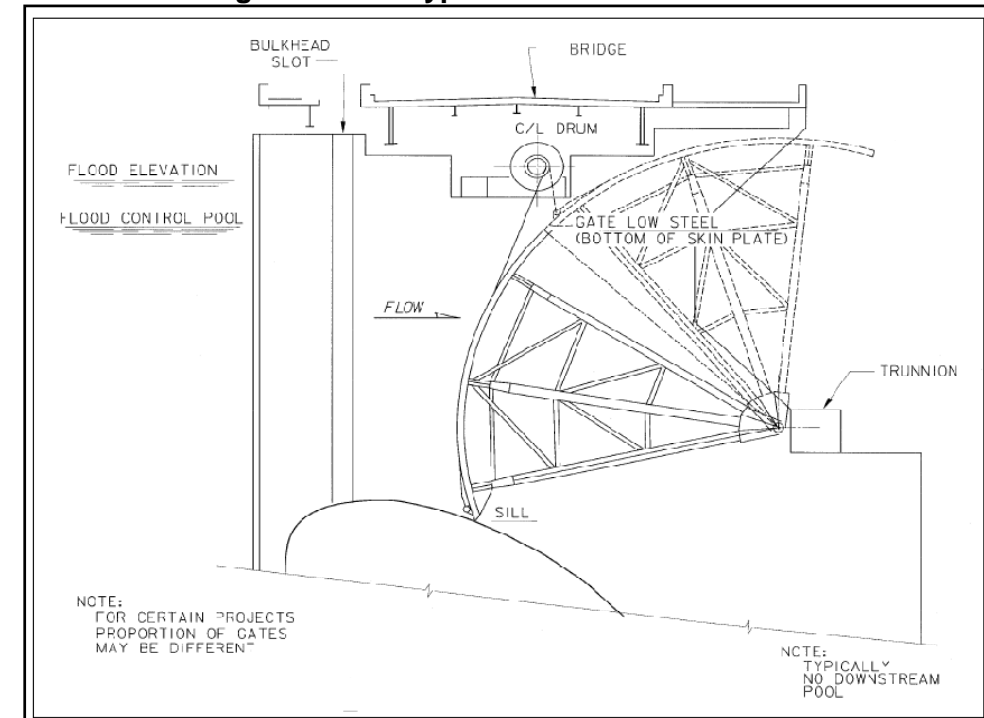 BULKHEAD
SLOT
BRIDGE
C/L DRUM
FLOOD ELEVATION
FLOOD CONTROL POOL
GATE LOW STEEL
(BOTTOM OF SKIN PLATE)
FLOW
TRUNNION
SILL
NOTE:
FOR CERTAIN PROJECTS
PROPORTION OF GATES
MAY BE DIFFERENT
NOTE:
TYPICALLY
NO DOWNSTREAM
POOL